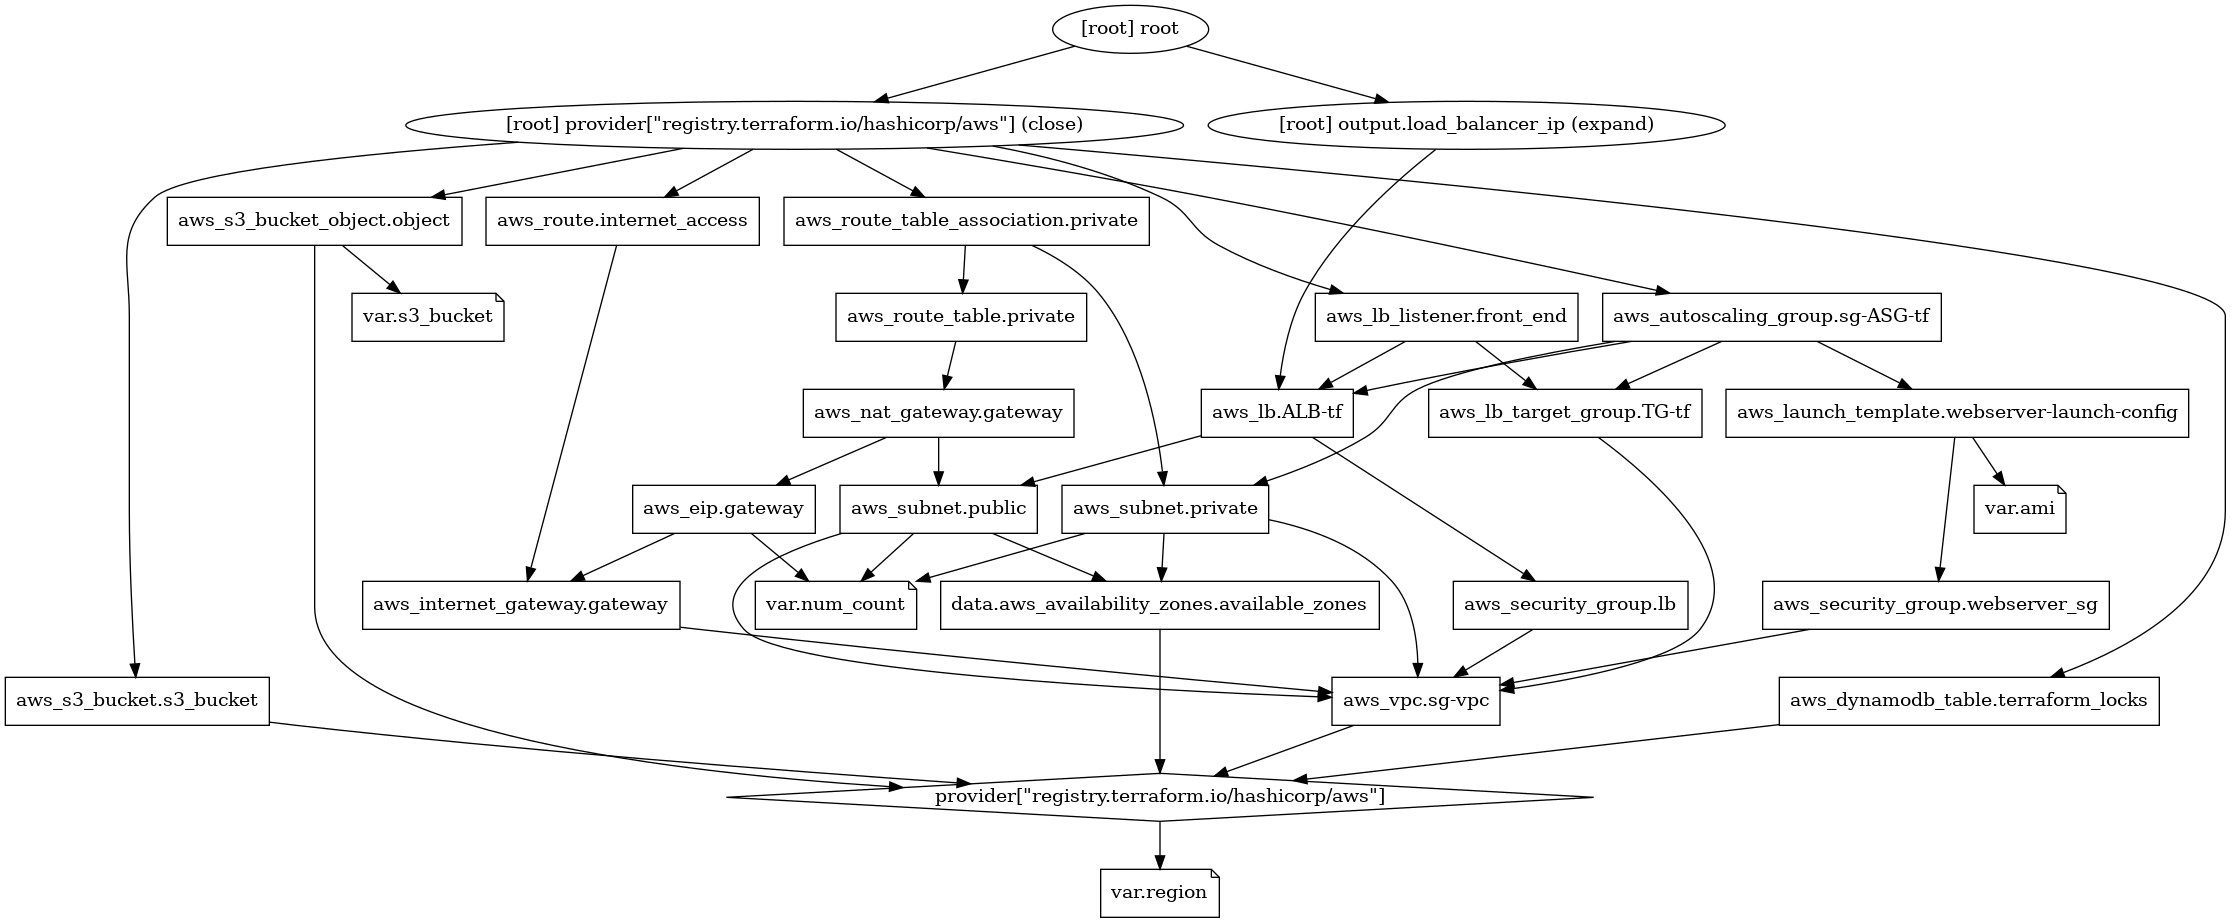 [root] root
[root] provider["registry.terraform.io/hashicorp/aws"] (close)
[root] output.load_balancer_ip (expand)
aws_s3_bucket_object.object
aws_route.internet_access
aws_route_table_association.private
var.s3_bucket
aws_route_table.private
aws_lb_listener.front_end
aws_autoscaling_group.sg-ASG-tf
aws_nat_gateway.gateway
aws_lb.ALB-tf
aws_lb_target_group.TG-tf
aws_launch_template.webserver-launch-config
aws_eip.gateway
aws_subnet.public
aws_subnet.private
var.ami
aws_internet_gateway.gateway
var.num_count
data.aws_availability_zones.available_zones
aws_security_group.lb
aws_security_group.webserver_sg
aws_s3_bucket.s3_bucket
aws_vpc.sg-vpc
aws_dynamodb_table.terraform_locks
provider["registry.terraform.io/hashicorp/aws"]
var.region